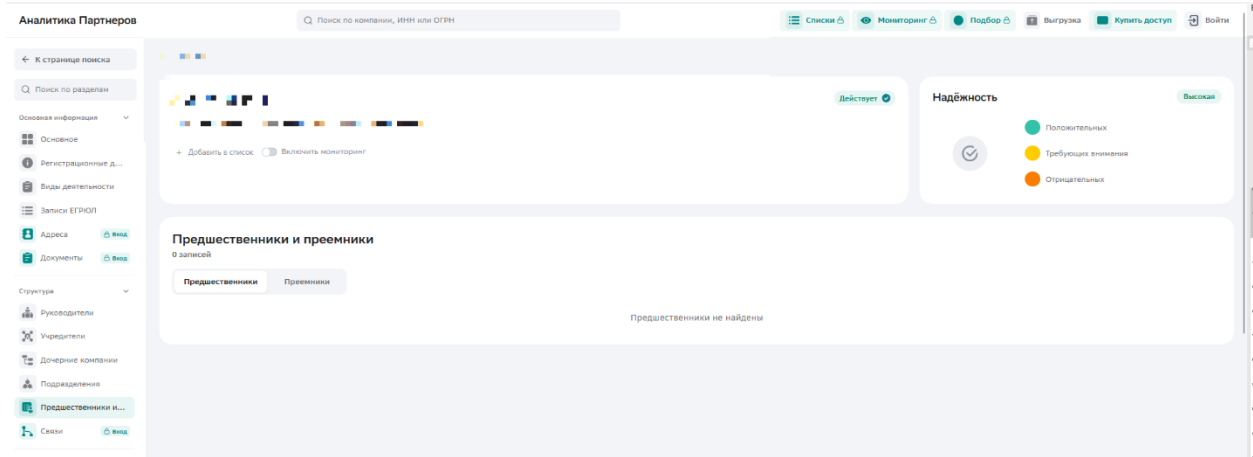 Аналитика Партнеров
Поиск по компании, ИНН или ОГРН
Списки
Мониторинг
Подбор
Выгрузка
Купить доступ
Войти
← К странице поиска
Поиск по разделам
Основная информация
Основное
Регистрационные д...
Виды деятельности
Записи ЕГРЮЛ
Адреса Вход
Документы Вход
Структура
Руководители
Учредители
Дочерние компании
Подразделения
Предшественники и...
Связи Вход
Действует
+ Добавить в список Включить мониторинг
Надёжность Высокая
Положительных
Требующих внимания
Отрицательных
Предшественники и преемники
0 записей
Предшественники Преемники
Предшественники не найдены